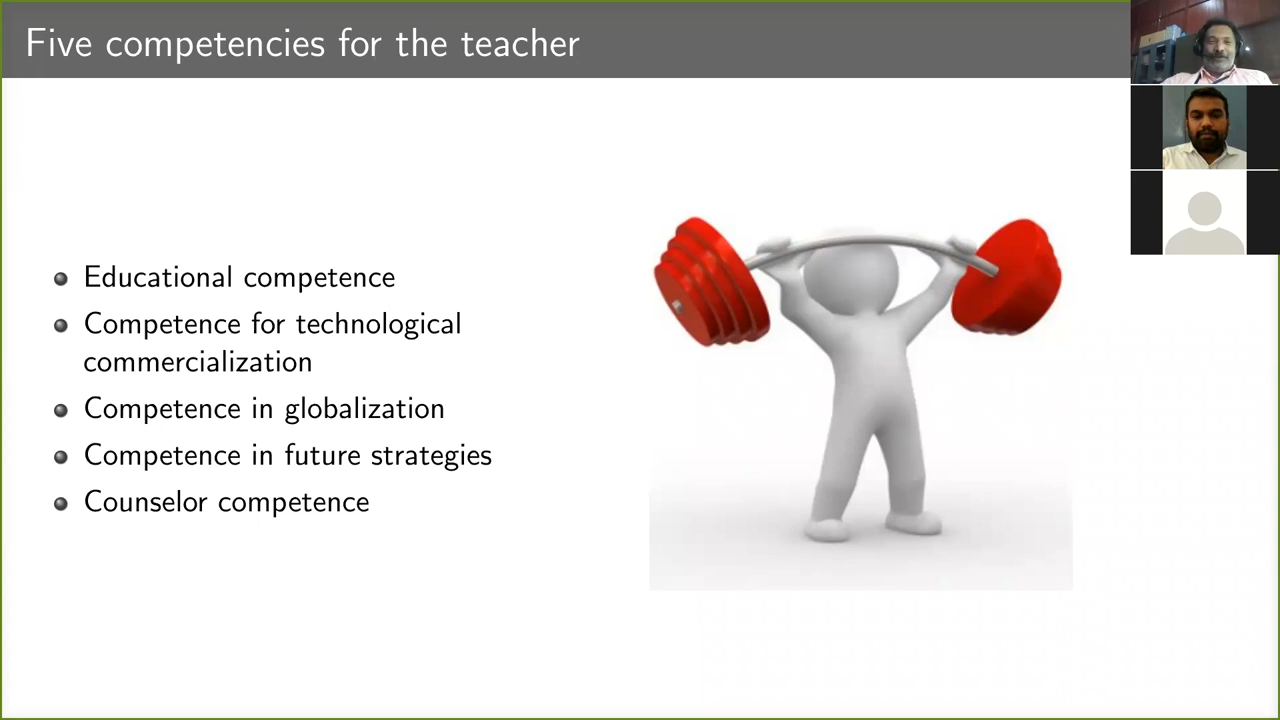 Five competencies for the teacher
Educational competence
Competence for technological
commercialization
Competence in globalization
Competence in future strategies
Counselor competence